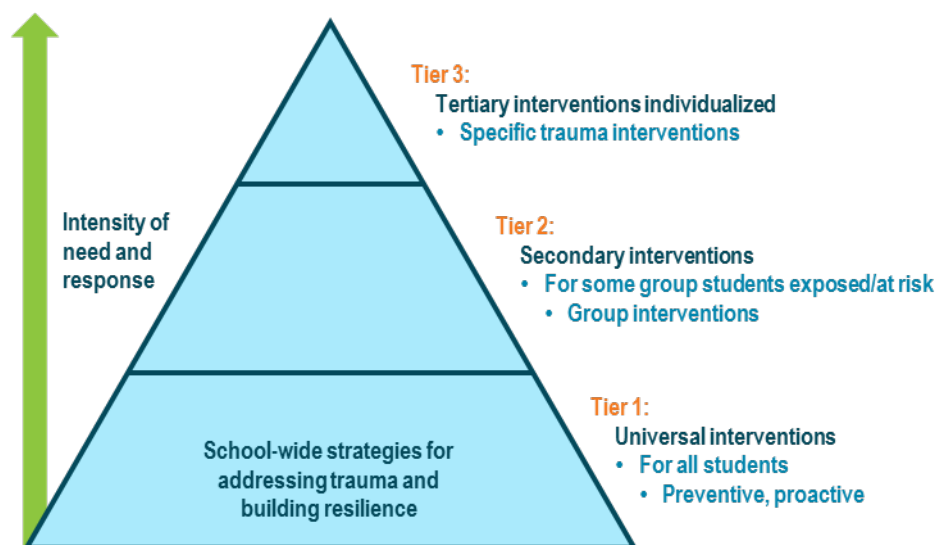 Tier 3:
Tertiary interventions individualized
• Specific trauma interventions
Intensity of
need and
response
Tier 2:
Secondary interventions
• For some group students exposed/at risk
• Group interventions
Tier 1:
Universal interventions
• For all students
• Preventive, proactive
School-wide strategies for
addressing trauma and
building resilience